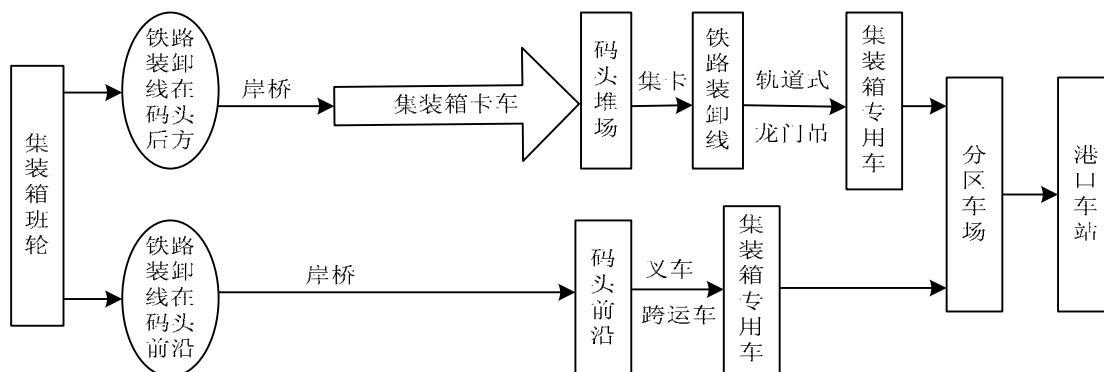 集装箱班轮
铁路
装卸
线在
码头
后方
岸桥
集装箱卡车
码头堆场
集卡
铁路装卸线
轨道式
龙门吊
集装箱专用车
分区车场
港口车站
铁路
装卸
线在
码头
前沿
岸桥
码头前沿
叉车
跨运车
集装箱专用车